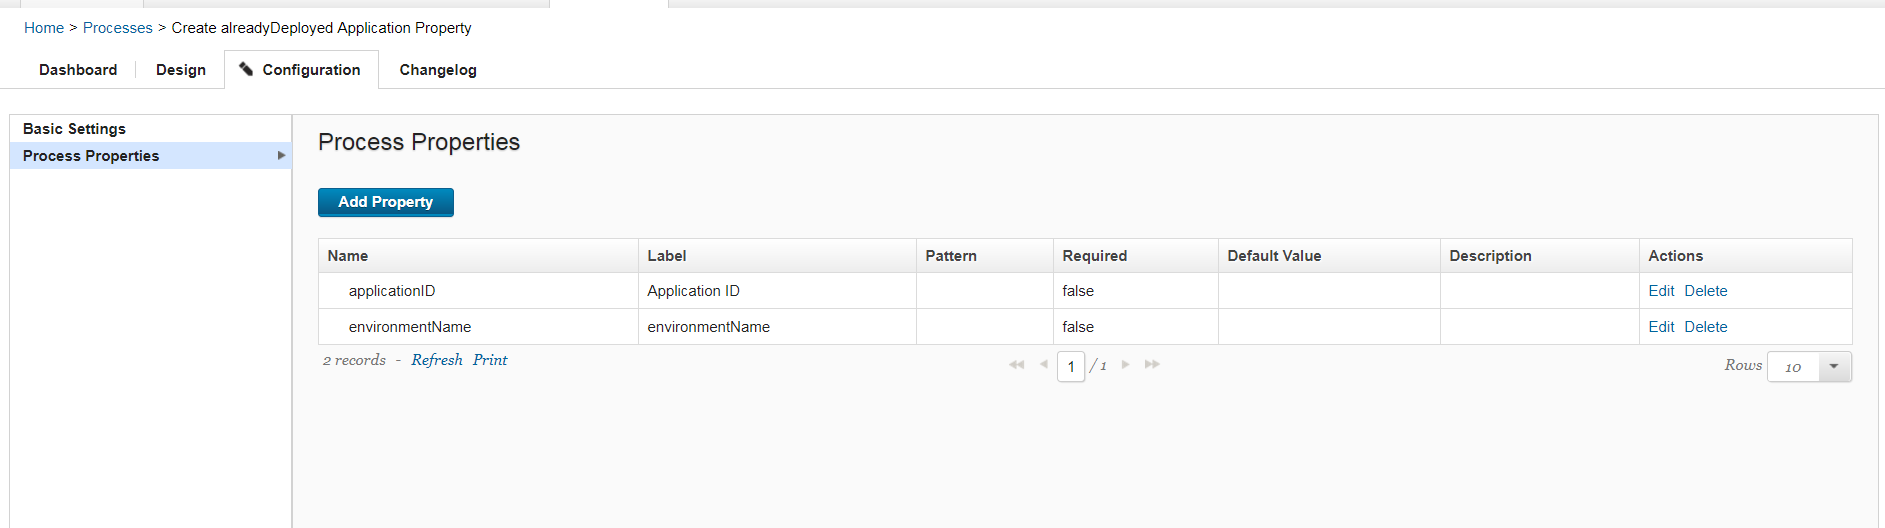 Home > Processes > Create alreadyDeployed Application Property
Dashboard Design Configuration Changelog
Basic Settings
Process Properties
Process Properties
Add Property
Name Label Pattern Required Default Value Description Actions
applicationID Application ID false Edit Delete
environmentName environmentName false Edit Delete
2 records - Refresh Print 1 / 1 Rows 10